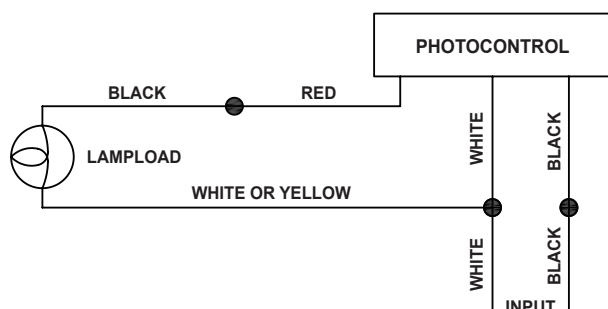 PHOTOCONTROL
BLACK
RED
WHITE
BLACK
LAMPLOAD
WHITE OR YELLOW
WHITE
BLACK
INPUT